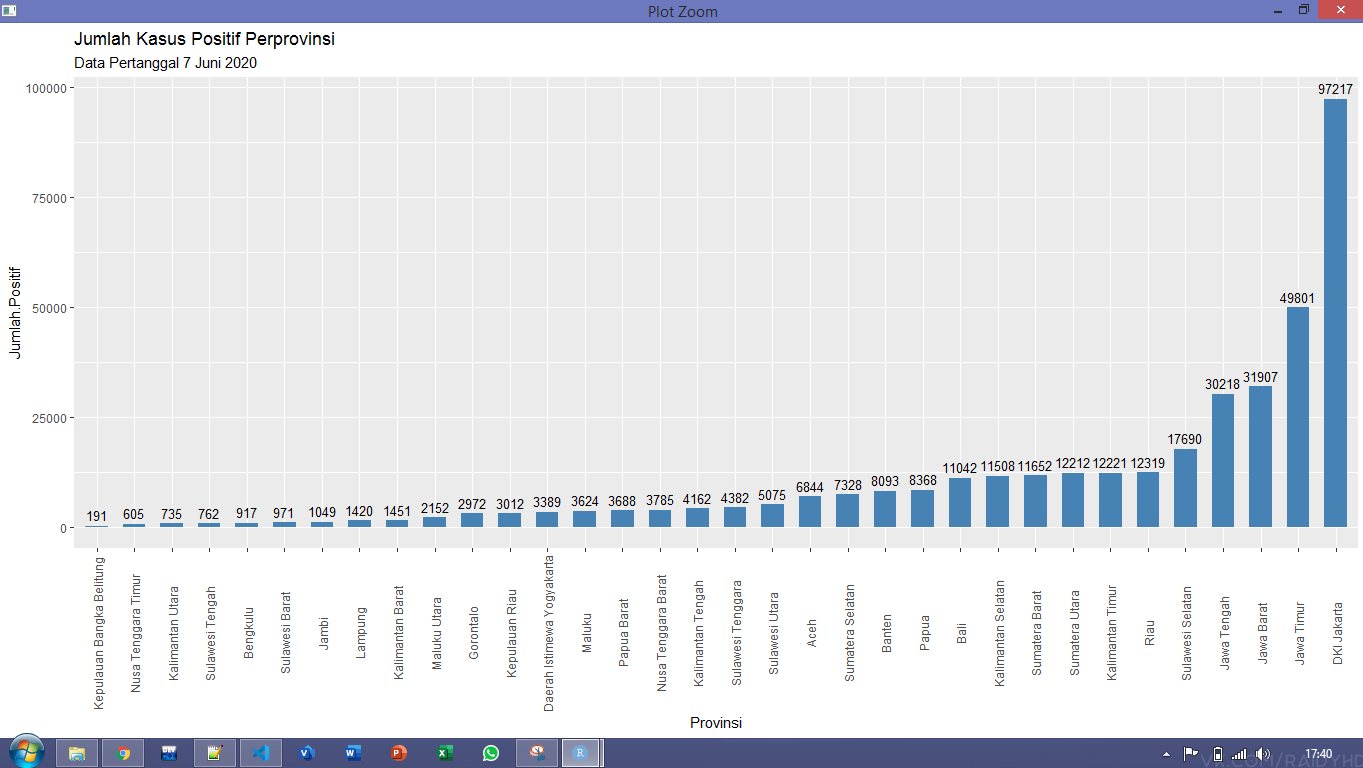 Plot Zoom
Jumlah Kasus Positif Perprovinsi
Data Pertanggal 7 Juni 2020
100000
75000
50000
25000
0
Jumlah.Positif
191
605
735
762
917
971
1049
1420
1451
2152
2972
3012
3389
3624
3688
3785
4162
4382
5075
6844
7328
8093
8368
11042
11508
11652
12212
12221
12319
17690
30218
31907
49801
97217
Kepulauan Bangka Belitung
Nusa Tenggara Timur
Kalimantan Utara
Sulawesi Tengah
Bengkulu
Sulawesi Barat
Jambi
Lampung
Kalimantan Barat
Maluku Utara
Gorontalo
Kepulauan Riau
Daerah Istimewa Yogyakarta
Maluku
Papua Barat
Nusa Tenggara Barat
Kalimantan Tengah
Sulawesi Tenggara
Sulawesi Utara
Aceh
Sumatera Selatan
Banten
Papua
Bali
Kalimantan Selatan
Sumatera Barat
Sumatera Utara
Kalimantan Timur
Riau
Sulawesi Selatan
Jawa Tengah
Jawa Barat
Jawa Timur
DKI Jakarta
Provinsi
17:40
VK.COM/RAIDYHD